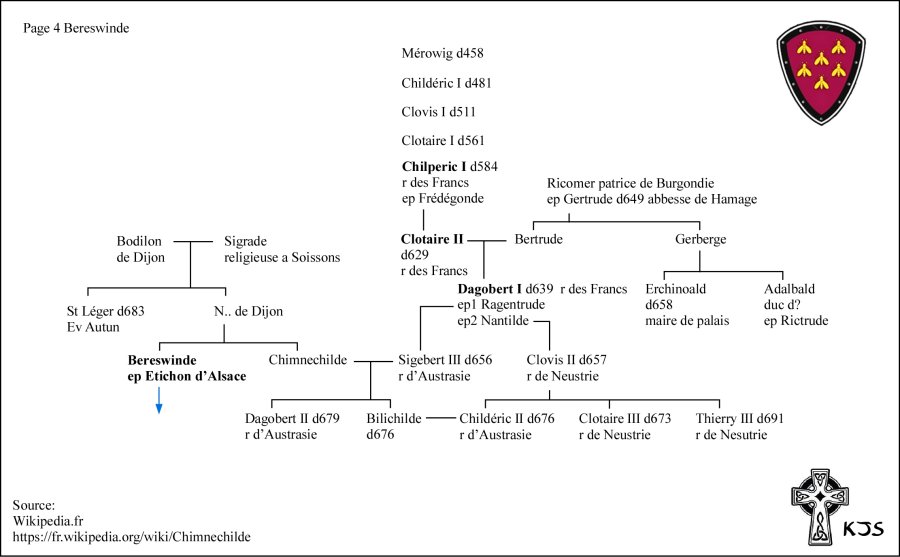 Page 4 Bereswinde
Mérowig d458
Childéric I d481
Clovis I d511
Clotaire I d561
Chilperic I d584
r des Francs
ep Frédégonde
Ricomer patrice de Burgondie
ep Gertrude d649 abbesse de Hamage
Bodilon
de Dijon
Sigrade
religieuse a Soissons
Clotaire II
d629
r des Francs
Bertrude
Gerberge
St Léger d683
Ev Autun
N.. de Dijon
Dagobert I d639 r des Francs
ep1 Ragentrude
ep2 Nantilde
Erchinoald
d658
maire de palais
Adalbald
duc d?
ep Rictrude
Bereswinde
ep Etichon d'Alsace
Chimnechilde
Sigebert III d656
r d'Austrasie
Clovis II d657
r de Neustrie
Dagobert II d679
r d'Austrasie
Bilichilde
d676
Childéric II d676
r d'Austrasie
Clotaire III d673
r de Neustrie
Thierry III d691
r de Nesutrie
Source:
Wikipedia.fr
https://fr.wikipedia.org/wiki/Chimnechilde
KJS